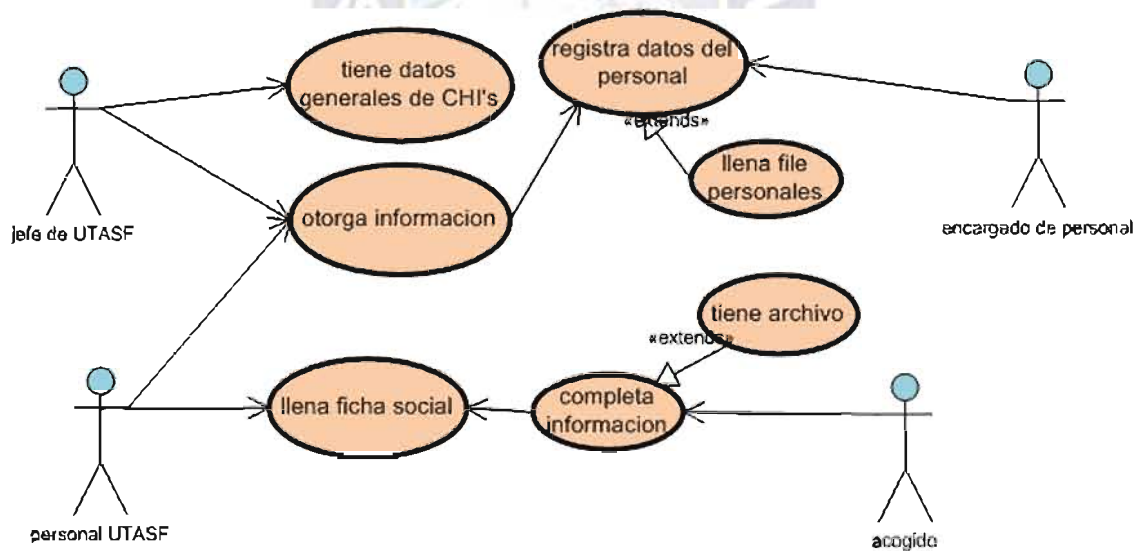 tiene datos
generales de CHI's
registra datos del
personal
«extends»
llena file
personales
otorga informacion
jefe de UTASF
encargado de personal
tiene archivo
«extends»
llena ficha social
completa
informacion
personal UTASF
acogido